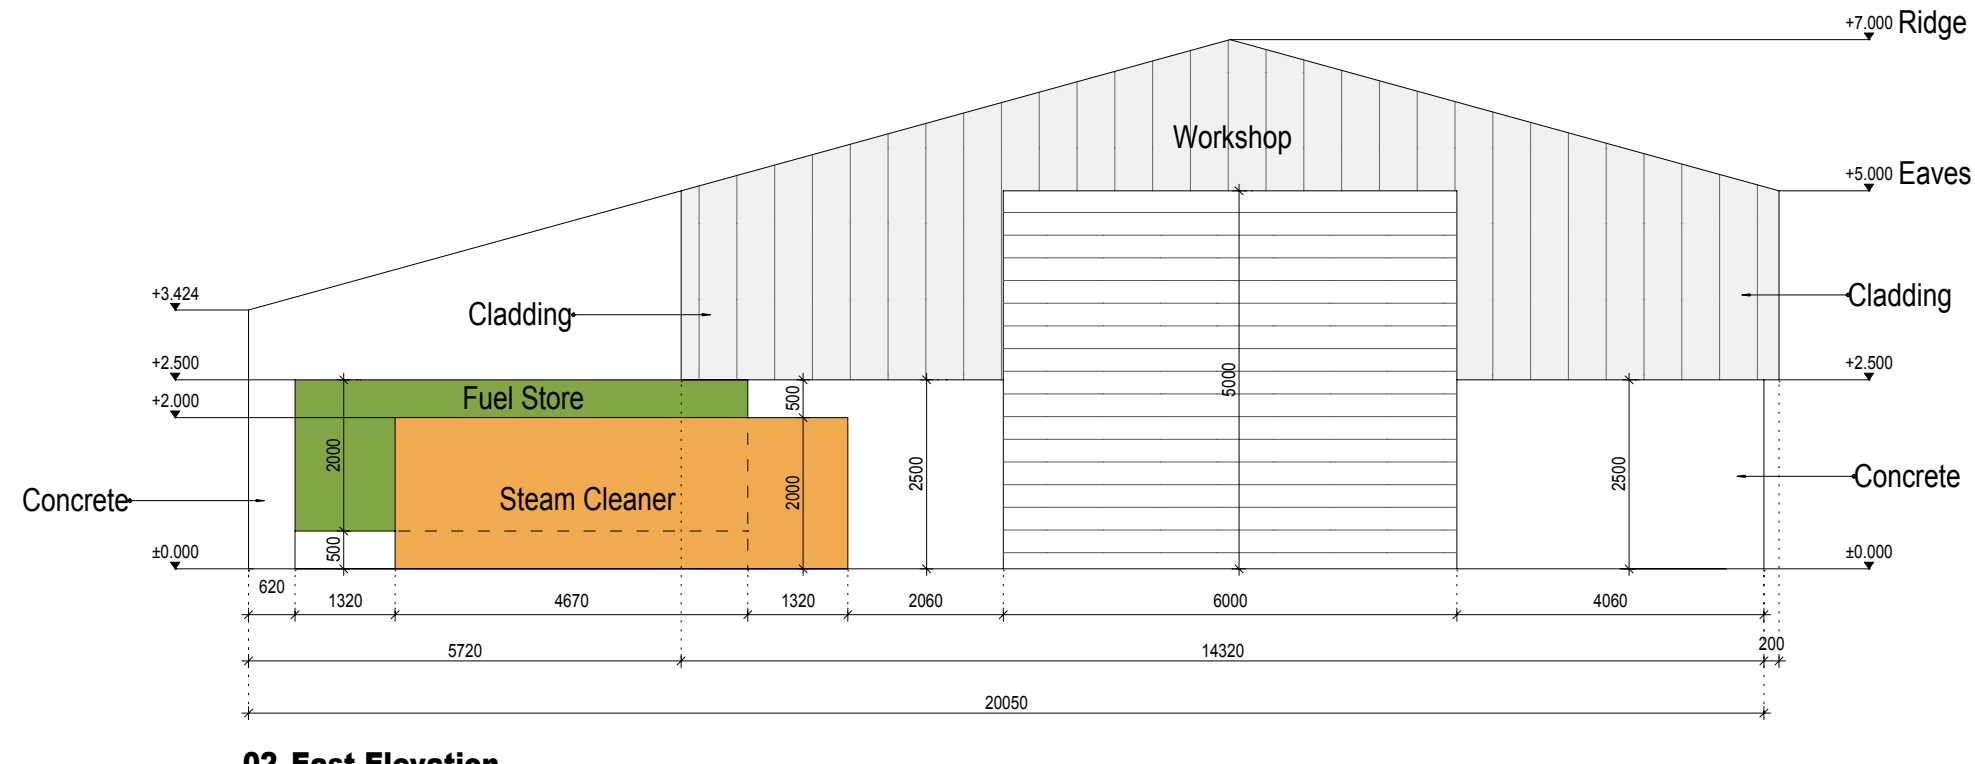 +7.000 Ridge
Workshop
+5.000 Eaves
+3.424
Cladding
Cladding
+2.500
+2.500
Fuel Store
500
5000
+2.000
2000
2500
2500
Concrete
Steam Cleaner
2000
Concrete
500
±0.000
±0.000
620
1320
4670
1320
2060
6000
4060
5720
14320
200
20050
02 East Elevation